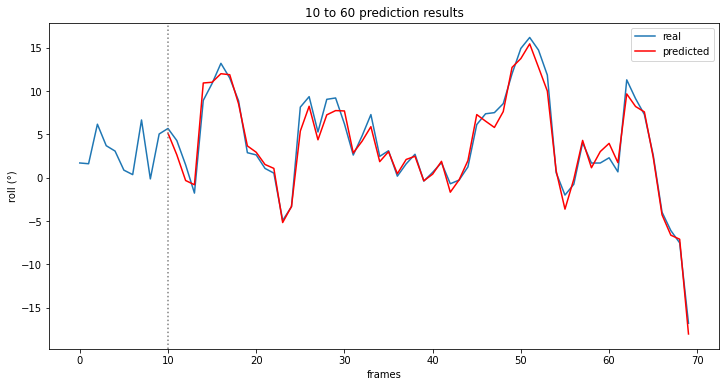 10 to 60 prediction results
real
predicted
roll (°)
15
10
5
0
−5
−10
−15
0 10 20 30 40 50 60 70
frames